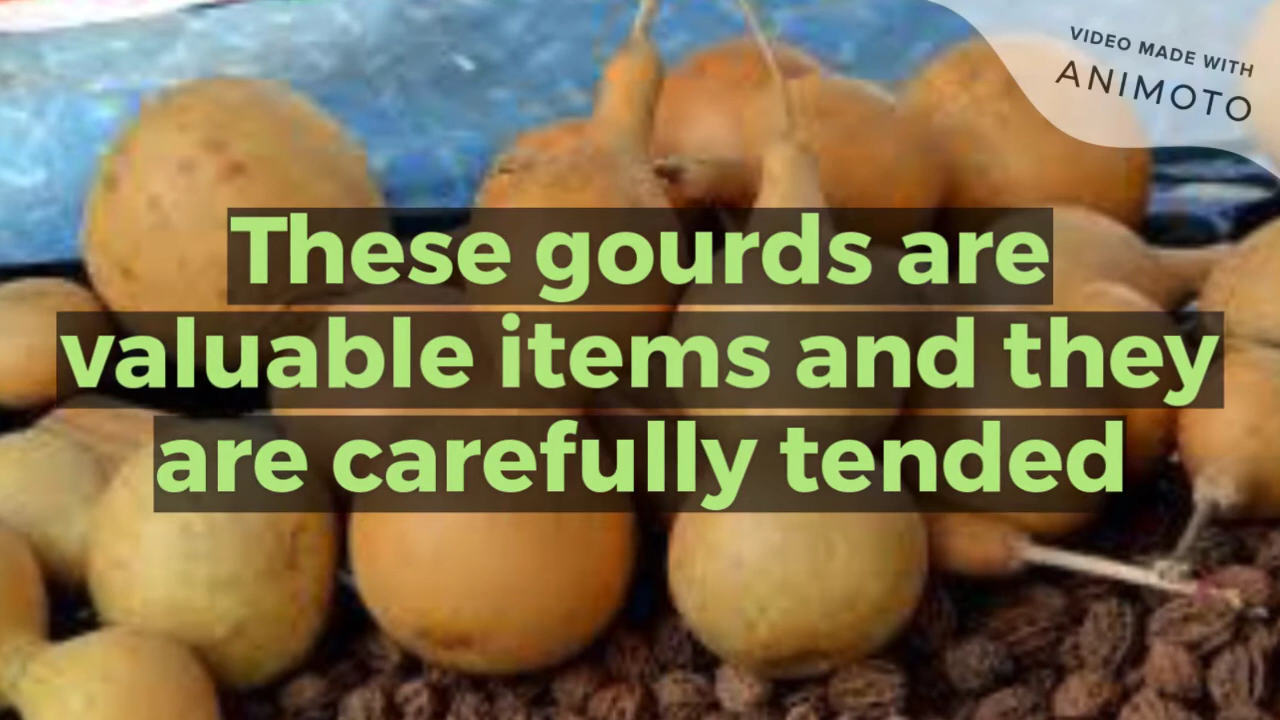 VIDEO MADE WITH
ANIMOTO
These gourds are
valuable items and they
are carefully tended